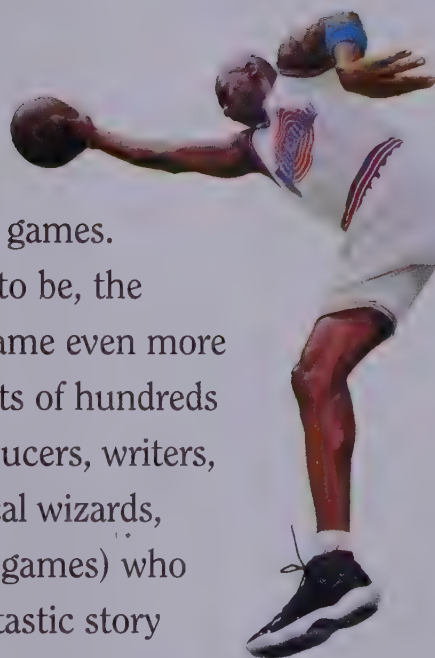 games.
to be, the
ame even more
ts of hundreds
ucers, writers,
al wizards,
games) who
tastic story